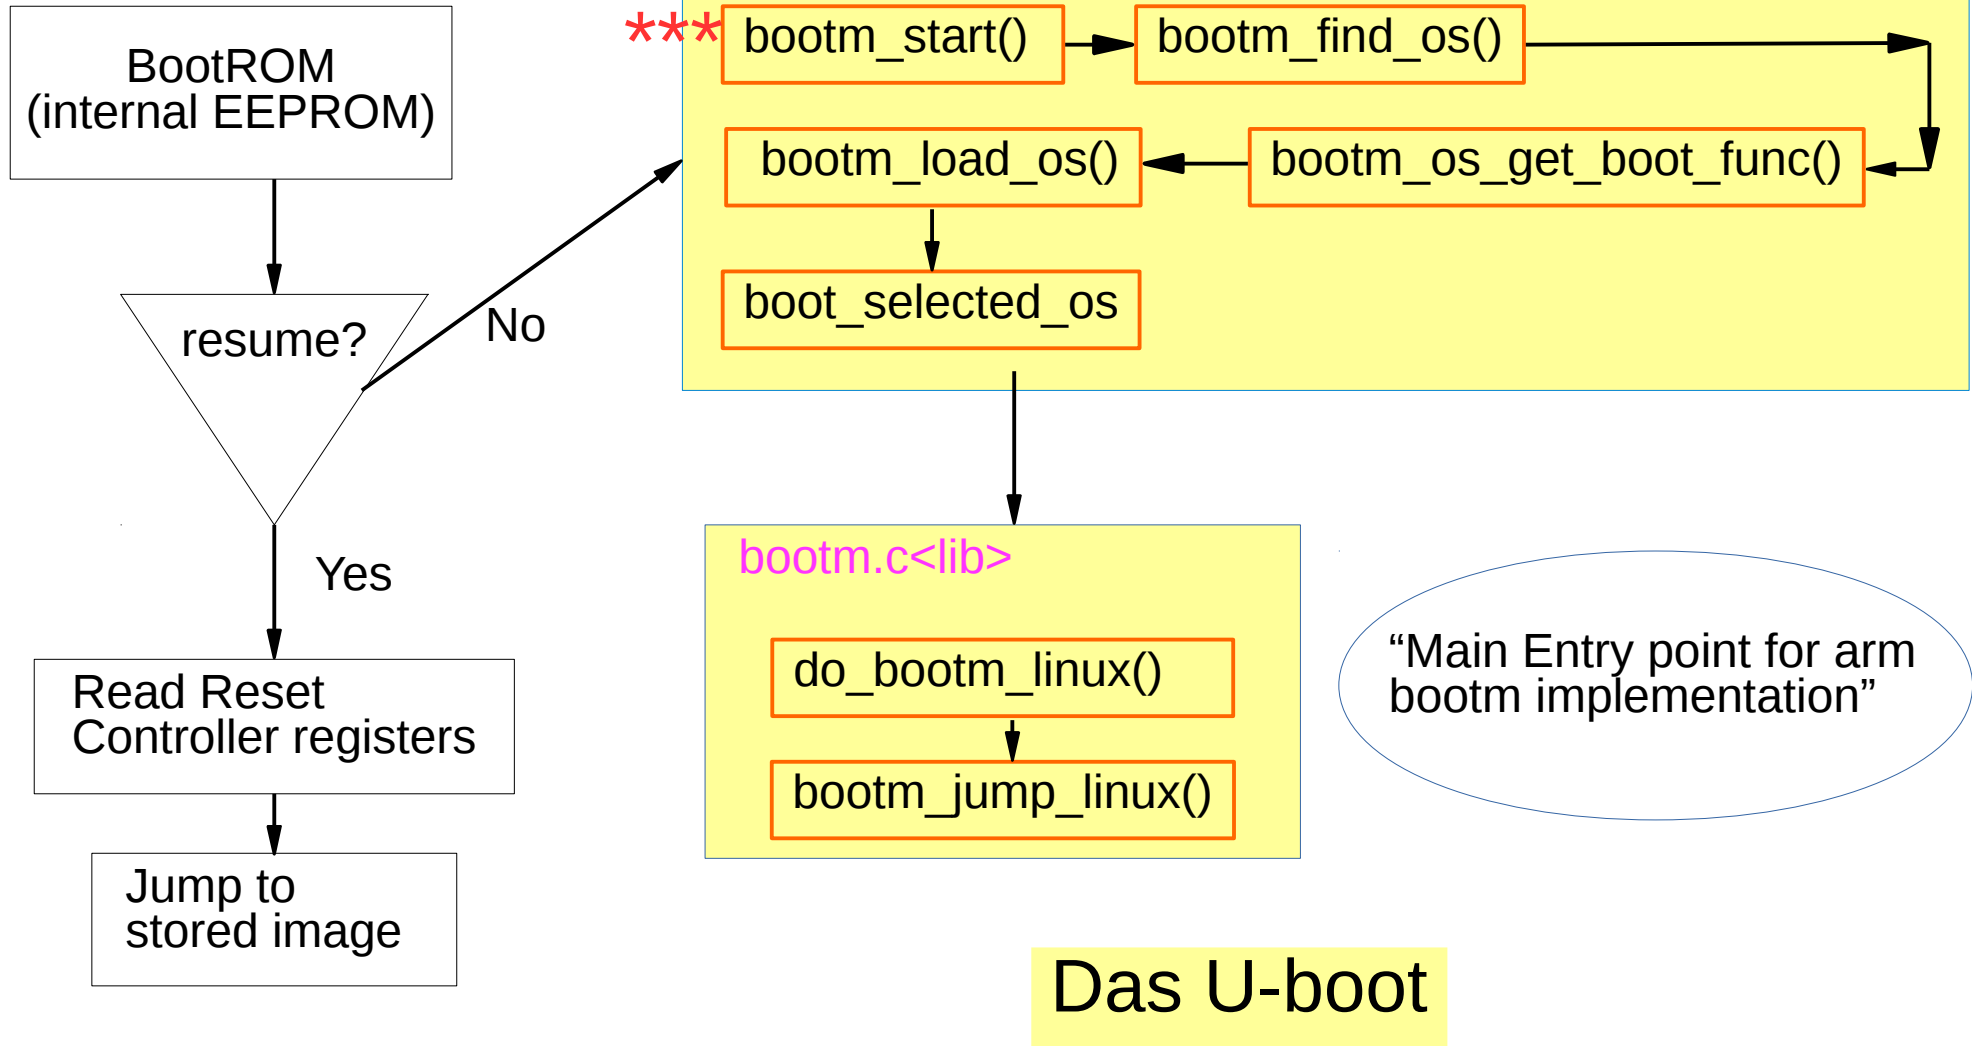 BootROM
(internal EEPROM)
resume?
No
Yes
Read Reset
Controller registers
Jump to
stored image
***
bootm_start()
bootm_find_os()
bootm_load_os()
bootm_os_get_boot_func()
boot_selected_os
bootm.c<lib>
do_bootm_linux()
bootm_jump_linux()
“Main Entry point for arm
bootm implementation”
Das U-boot